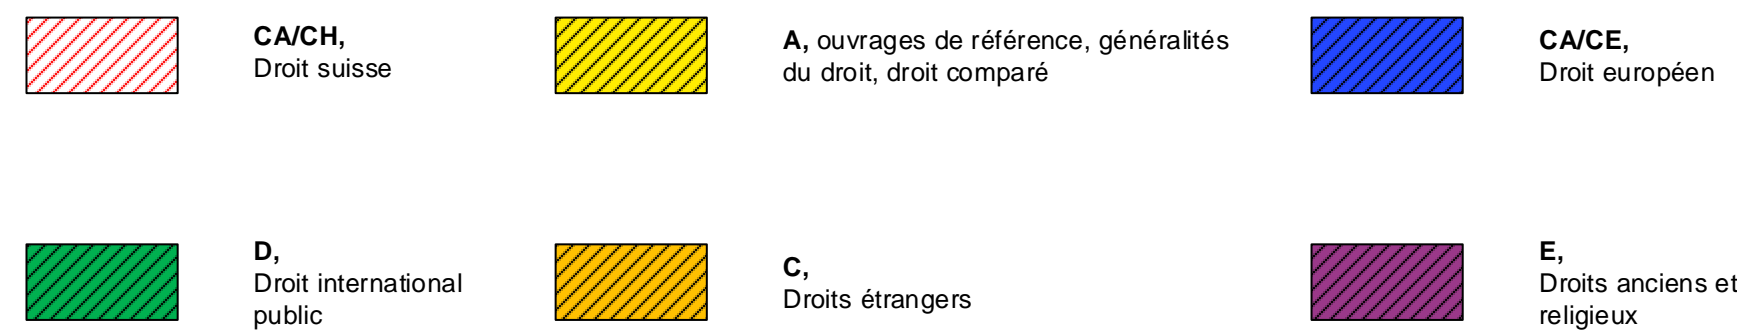 CA/CH,
Droit suisse
A, ouvrages de référence, généralités
du droit, droit comparé
CA/CE,
Droit européen
D,
Droit international
public
C,
Droits étrangers
E,
Droits anciens et
religieux